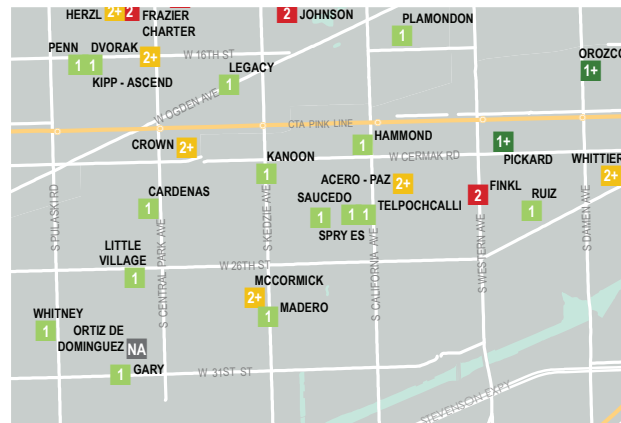 HERZL 2+ 2 FRAZIER
CHARTER
2 JOHNSON
PLAMONDON
1
PENN DVORAK
1 1 2+
W 16TH ST
KIPP - ASCEND
LEGACY
1
OROZCO
1+
W OGDEN AVE
CTA PINK LINE
CROWN 2+
HAMMOND
1
W CERMAK RD
1+
PICKARD
KANOON
1
WHITTIER
2+
ACERO - PAZ 2+
CARDENAS
1
SAUCEDO
1 1 1 TELPOCHCALLI
SPRY ES
2 FINKL
RUIZ
1
S PULASKI RD
S CENTRAL PARK AVE
S KEDZIE AVE
S CALIFORNIA AVE
S WESTERN AVE
S DAMEN AVE
LITTLE
VILLAGE
1
W 26TH ST
MCCORMICK
2+
1 MADERO
WHITNEY
1
ORTIZ DE
DOMINGUEZ NA
1 GARY
W 31ST ST
STEVENSON EXPY